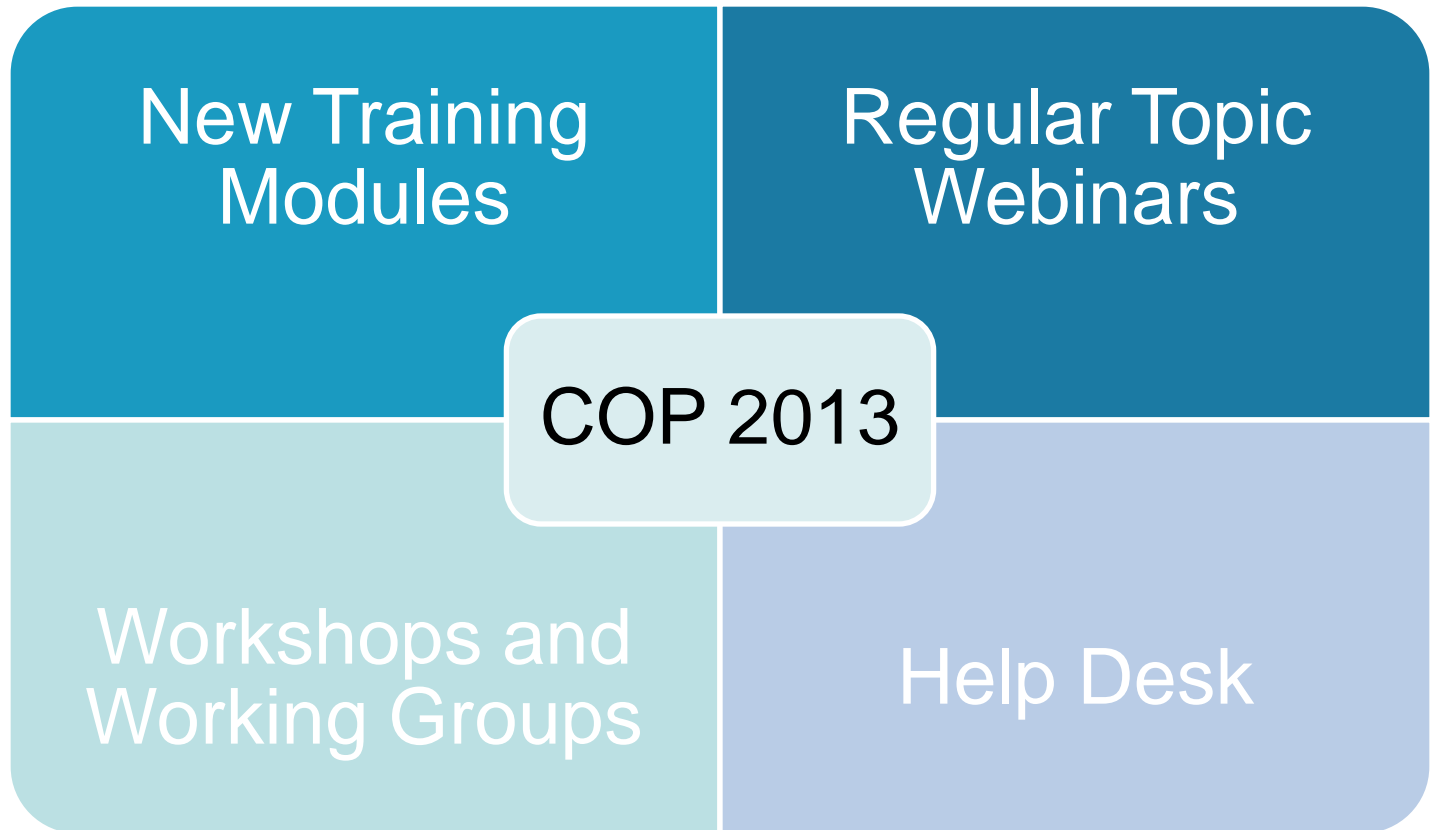 New Training
Modules
Regular Topic
Webinars
COP 2013
Workshops and
Working Groups
Help Desk